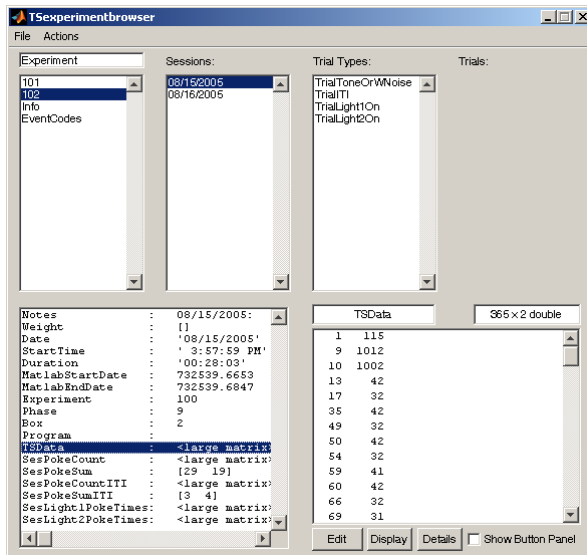 TSexperimentbrowser
File Actions
Experiment
Sessions:
Trial Types:
Trials:
101
102
Info
EventCodes
08/15/2005
08/16/2005
TrialToneOrWNoise
TrialITI
TrialLight1On
TrialLight2On
Notes : 08/15/2005:
Weight : []
Date : '08/15/2005'
StartTime : ' 3:57:59 PM'
Duration : '00:28:03'
MatlabStartDate : 732539.6653
MatlabEndDate : 732539.6847
Experiment : 100
Phase : 9
Box : 2
Program :
TSData : <large matrix>
SesPokeCount : <large matrix>
SesPokeSum : [29 19]
SesPokeCountITI : <large matrix>
SesPokeSumITI : [3 4]
SesLight1PokeTimes: <large matrix>
SesLight2PokeTimes: <large matrix>
TSData
365×2 double
1 115
9 1012
10 1002
13 42
17 32
35 42
49 32
50 42
54 32
59 41
60 42
66 32
69 31
Edit Display Details Show Button Panel